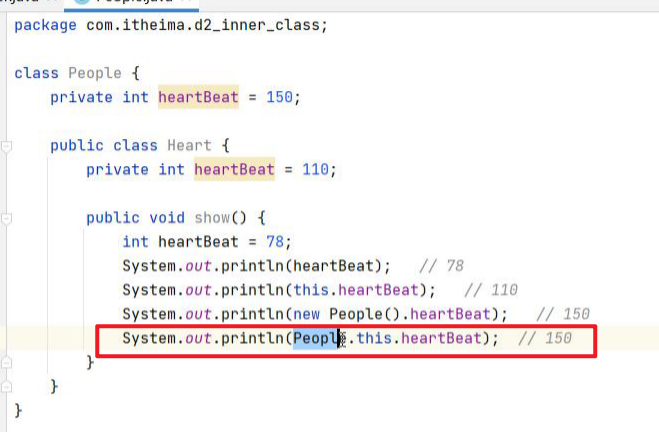 package com.itheima.d2_inner_class;
class People {
    private int heartBeat = 150;
    public class Heart {
        private int heartBeat = 110;
        public void show() {
            int heartBeat = 78;
            System.out.println(heartBeat);   // 78
            System.out.println(this.heartBeat);   // 110
            System.out.println(new People().heartBeat);   // 150
            System.out.println(People.this.heartBeat);  // 150
        }
    }
}